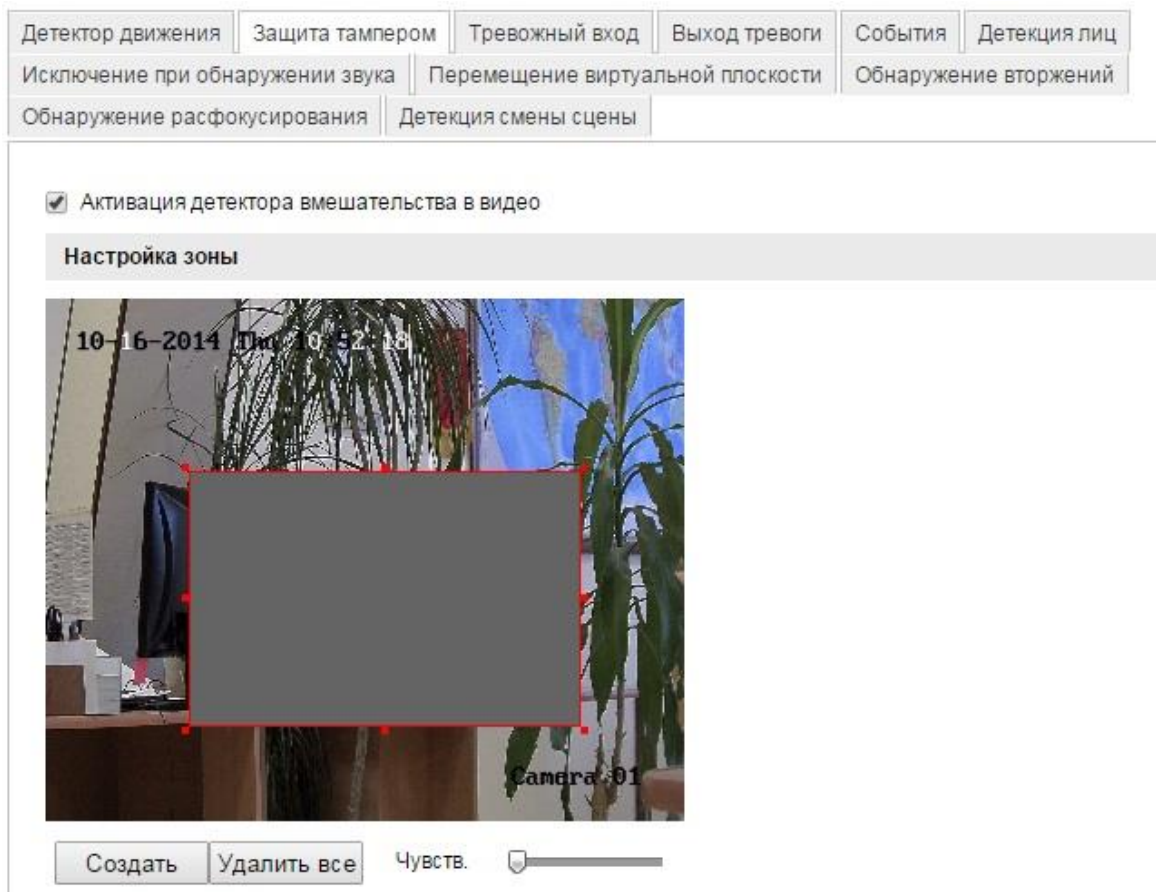 Детектор движения Защита тампером Тревожный вход Выход тревоги События Детекция лиц
Исключение при обнаружении звука Перемещение виртуальной плоскости Обнаружение вторжений
Обнаружение расфокусирования Детекция смены сцены
Активация детектора вмешательства в видео
Настройка зоны
10-16-2014 Thu 10:52:18
Camera 01
Создать Удалить все Чувств.